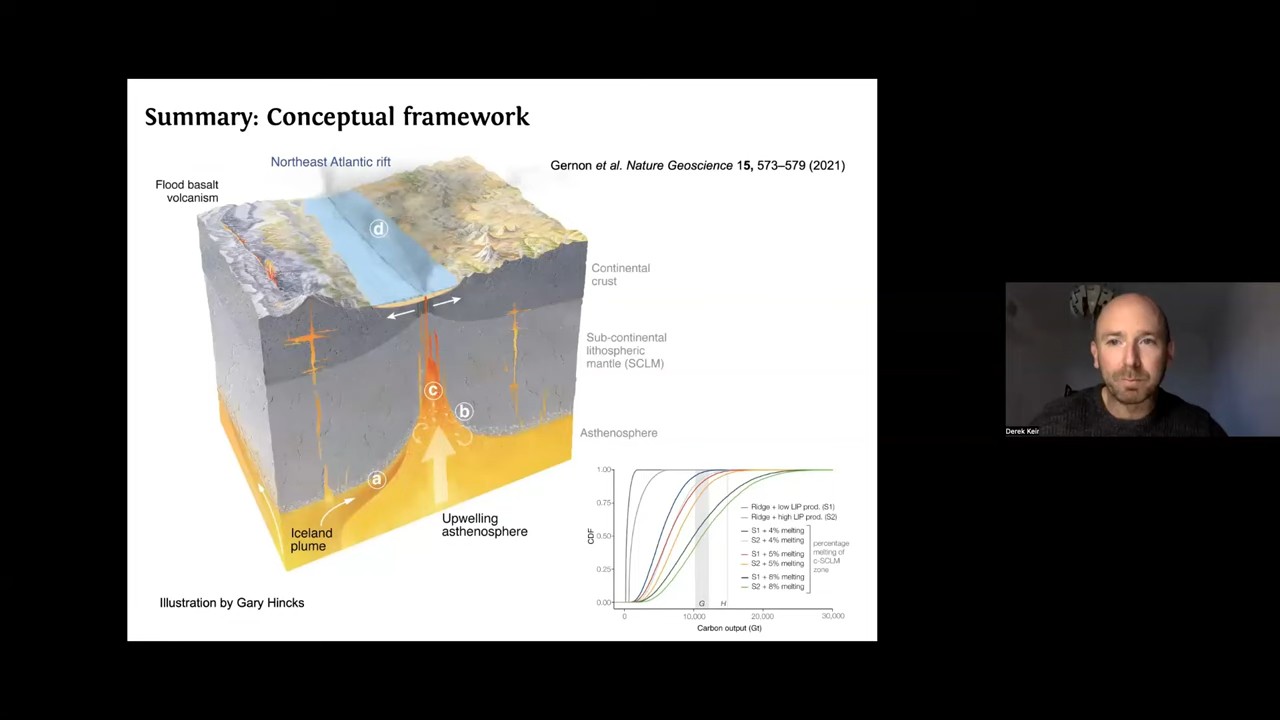 Summary: Conceptual framework
Northeast Atlantic rift
Gernon et al. Nature Geoscience 15, 573–579 (2021)
Flood basalt
volcanism
d
Continental
crust
Sub-continental
lithospheric
mantle (SCLM)
c
b
Asthenosphere
a
Iceland
plume
Upwelling
asthenosphere
Illustration by Gary Hincks
1.00
0.75
0.50
0.25
0.00
CDF
Ridge + low LIP prod. (S1)
Ridge + high LIP prod. (S2)
S1 + 4% melting
S2 + 4% melting
S1 + 5% melting
S2 + 5% melting
S1 + 8% melting
S2 + 8% melting
percentage
melting of
c-SCLM
zone
G
H
0
10,000
20,000
30,000
Carbon output (Gt)
Derek Keir